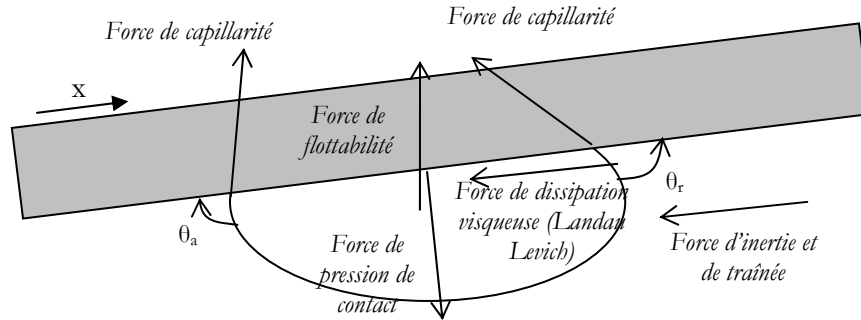 Force de capillarité
Force de capillarité
x
Force de
flottabilité
θr
Force de dissipation
visqueuse (Landau
Levich)
θa
Force de
pression de
contact
Force d'inertie et
de traînée